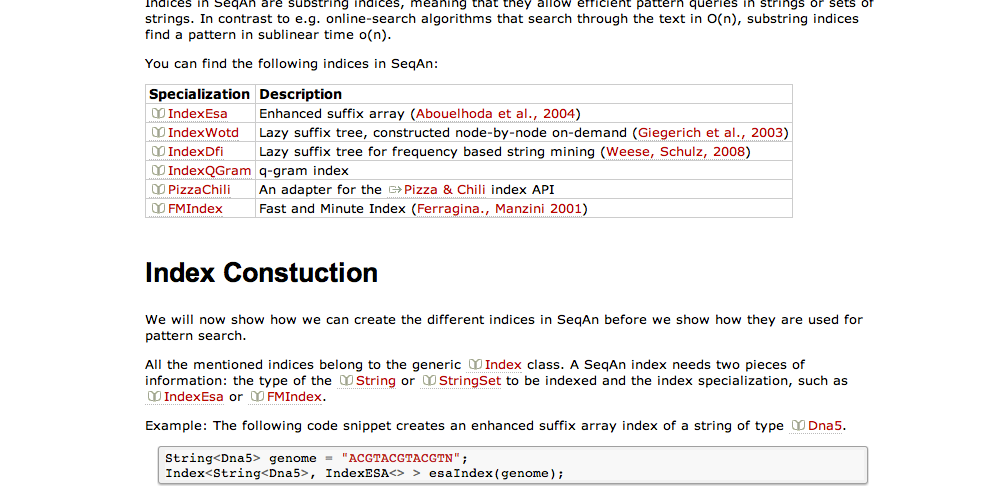 Indices in SeqAn are substring indices, meaning that they allow efficient pattern queries in strings or sets of
strings. In contrast to e.g. online-search algorithms that search through the text in O(n), substring indices
find a pattern in sublinear time o(n).
You can find the following indices in SeqAn:
Specialization Description
IndexEsa Enhanced suffix array (Abouelhoda et al., 2004)
IndexWotd Lazy suffix tree, constructed node-by-node on-demand (Giegerich et al., 2003)
IndexDfi Lazy suffix tree for frequency based string mining (Weese, Schulz, 2008)
IndexQGram q-gram index
PizzaChili An adapter for the Pizza & Chili index API
FMIndex Fast and Minute Index (Ferragina., Manzini 2001)
Index Constuction
We will now show how we can create the different indices in SeqAn before we show how they are used for
pattern search.
All the mentioned indices belong to the generic Index class. A SeqAn index needs two pieces of
information: the type of the String or StringSet to be indexed and the index specialization, such as
IndexEsa or FMIndex.
Example: The following code snippet creates an enhanced suffix array index of a string of type Dna5.
String<Dna5> genome = "ACGTACGTACGTN";
Index<String<Dna5>, IndexESA<> > esaIndex(genome);